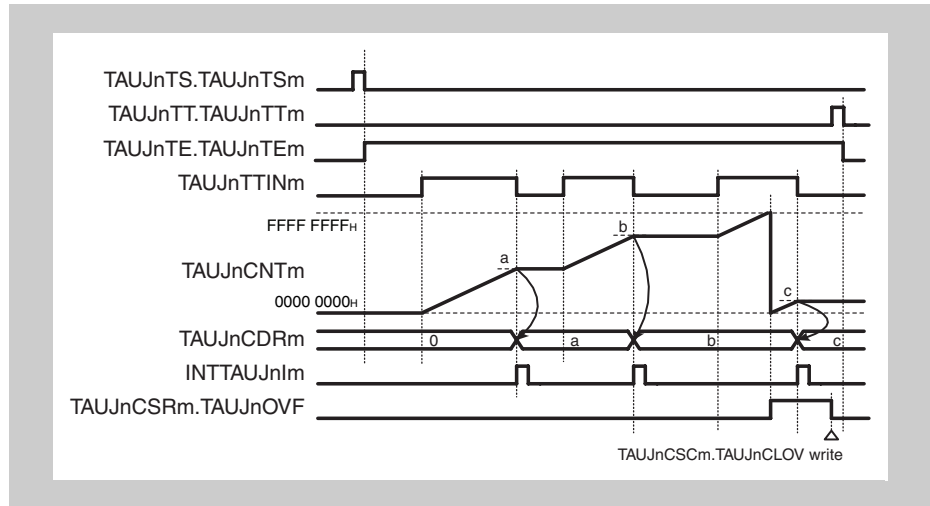 TAUJnTS.TAUJnTSm
TAUJnTT.TAUJnTTm
TAUJnTE.TAUJnTEm
TAUJnTTINm
FFFF FFFFH
b
a
TAUJnCNTm
c
0000 0000H
TAUJnCDRm 0 a b c
INTTAUJnIm
TAUJnCSRm.TAUJnOVF
TAUJnCSCm.TAUJnCLOV write